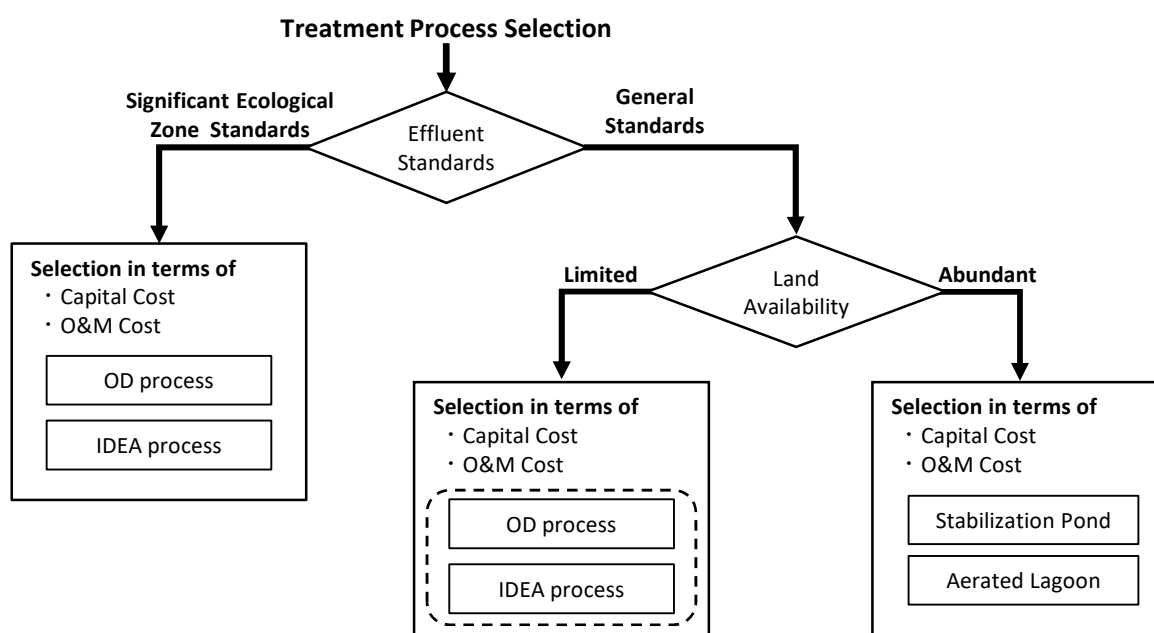 Treatment Process Selection
Significant Ecological
Zone Standards
General
Standards
Effluent
Standards
Selection in terms of
・ Capital Cost
・ O&M Cost
OD process
IDEA process
Limited
Land
Availability
Abundant
Selection in terms of
・ Capital Cost
・ O&M Cost
OD process
IDEA process
Selection in terms of
・ Capital Cost
・ O&M Cost
Stabilization Pond
Aerated Lagoon